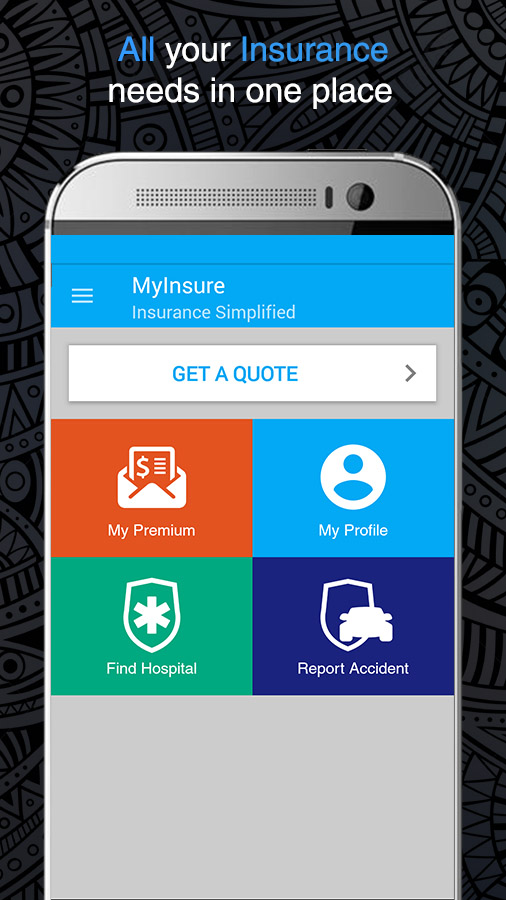 All your Insurance
needs in one place
MyInsure
Insurance Simplified
GET A QUOTE
$
My Premium
My Profile
Find Hospital
Report Accident